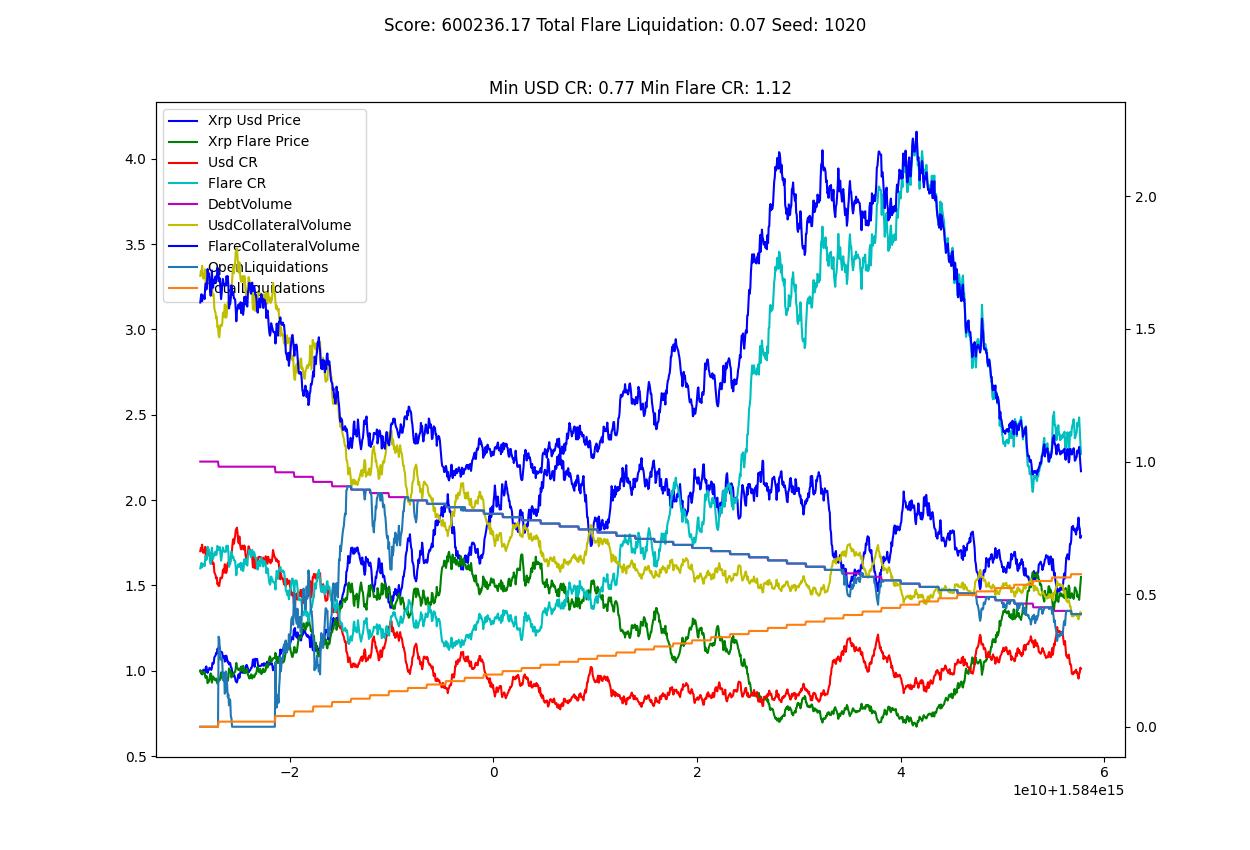 Score: 600236.17 Total Flare Liquidation: 0.07 Seed: 1020
Min USD CR: 0.77 Min Flare CR: 1.12
Xrp Usd Price
Xrp Flare Price
Usd CR
Flare CR
DebtVolume
UsdCollateralVolume
FlareCollateralVolume
OpenLiquidations
TotalLiquidations
4.0
3.5
3.0
2.5
2.0
1.5
1.0
0.5
2.0
1.5
1.0
0.5
0.0
−2
0
2
4
6
1e10+1.584e15